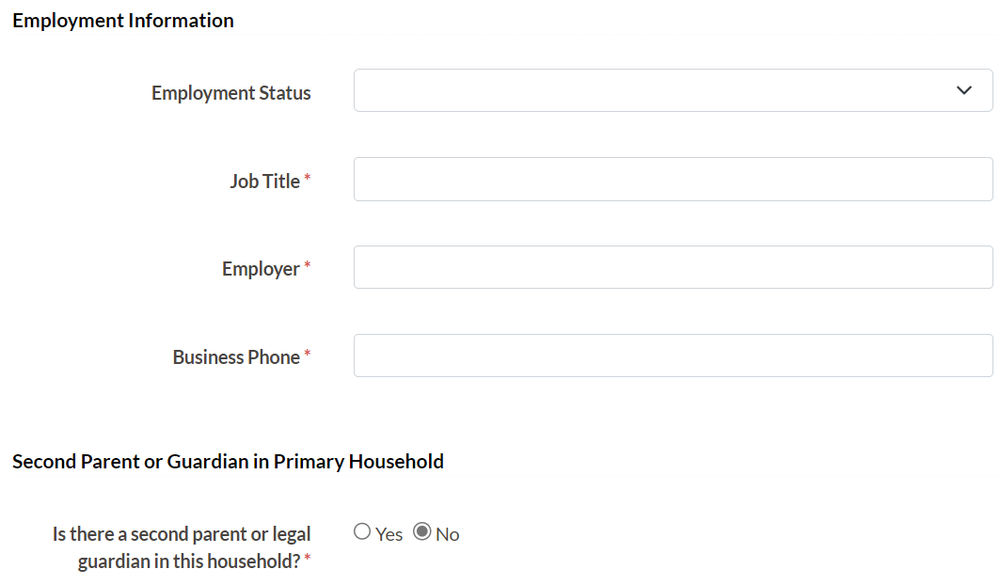 Employment Information
Employment Status
Job Title *
Employer *
Business Phone *
Second Parent or Guardian in Primary Household
Is there a second parent or legal
guardian in this household? *
Yes No